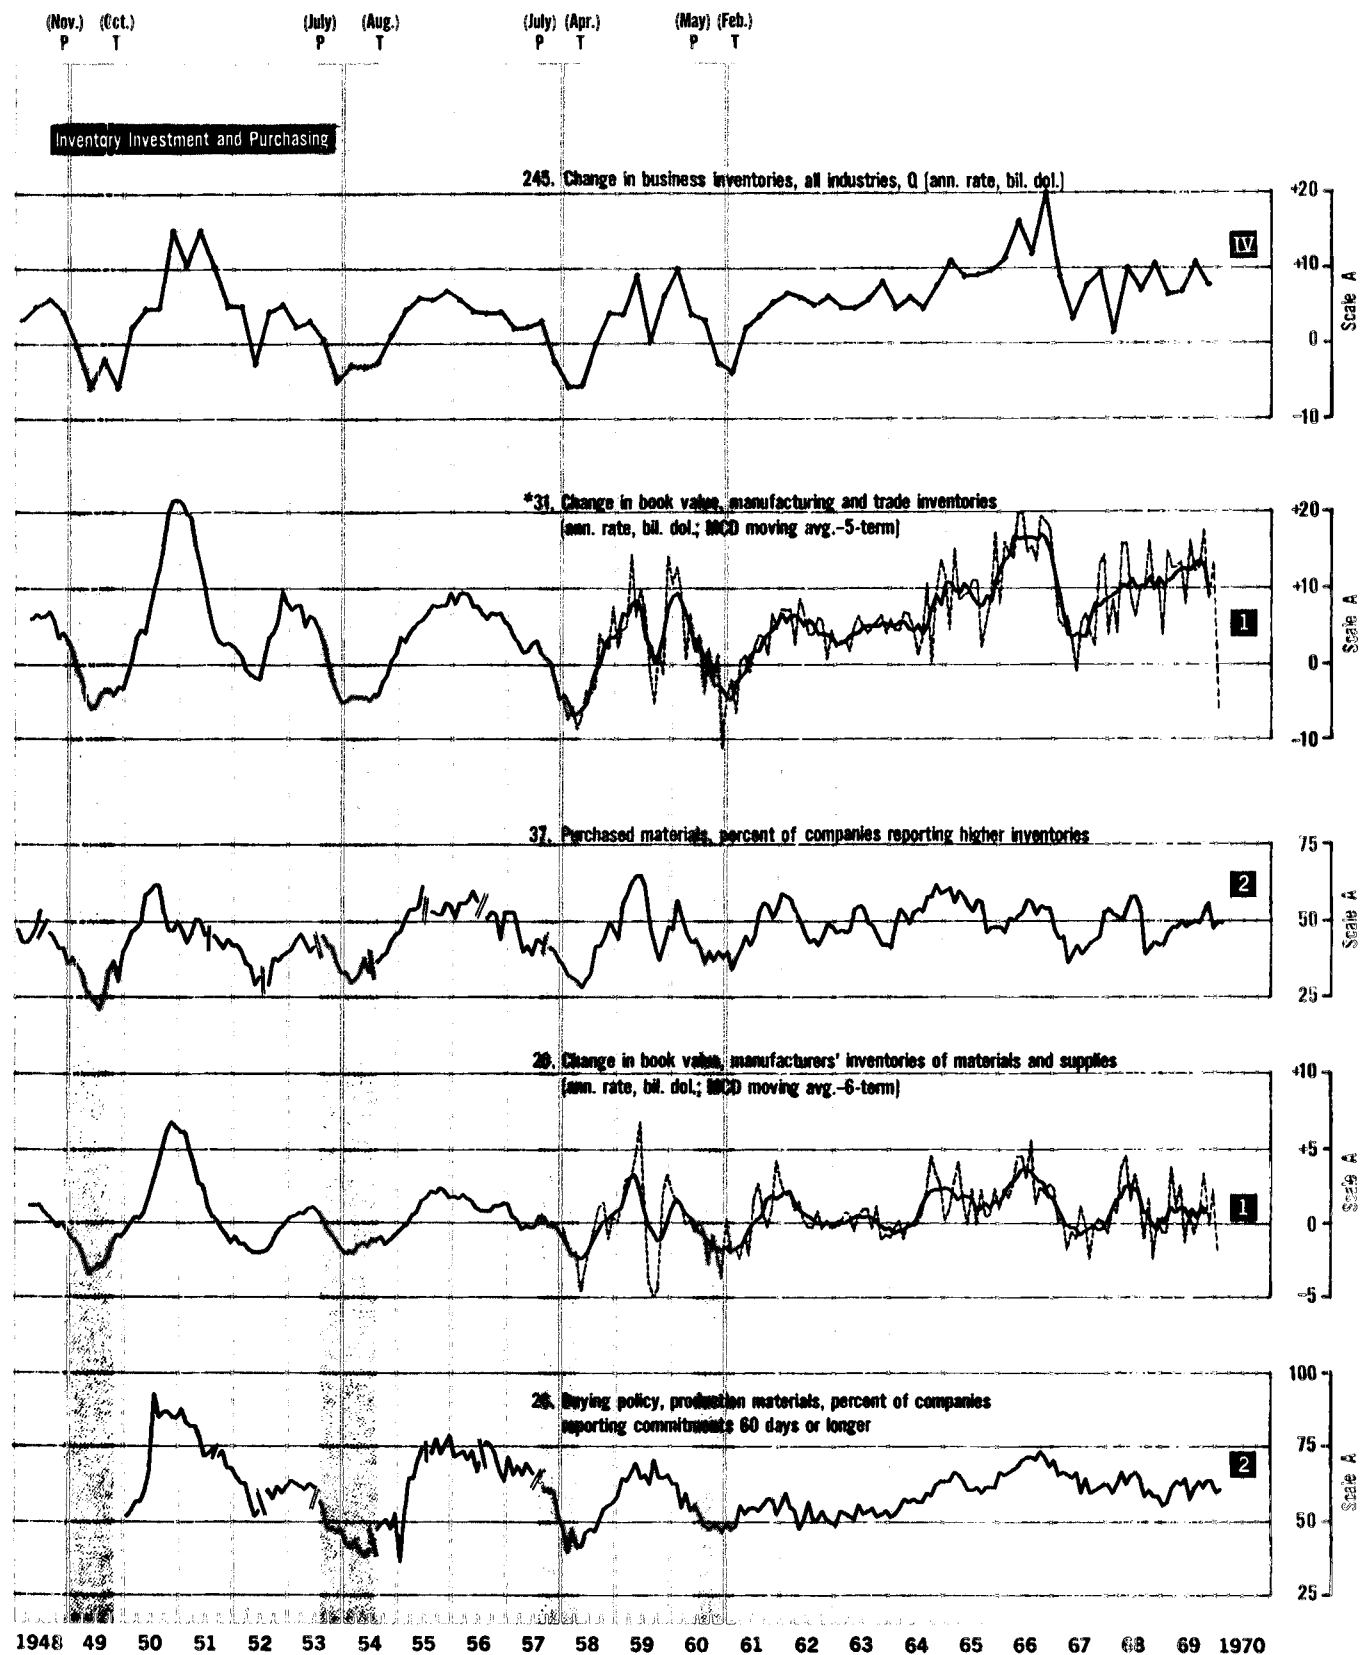 (Nov.) (Oct.) (July) (Aug.) (July) (Apr.) (May) (Feb.)
P T P T P T P T
Inventory Investment and Purchasing
245. Change in business inventories, all industries, Q (ann. rate, bil. dol.)
+20
IV
+10
Scale A
0
-10
*31. Change in book value, manufacturing and trade inventories
(ann. rate, bil. dol.; MCD moving avg.-5-term)
+20
+10
1
Scale A
0
-10
37. Purchased materials, percent of companies reporting higher inventories
75
2
50
Scale A
25
20. Change in book value, manufacturers' inventories of materials and supplies
(ann. rate, bil. dol.; MCD moving avg.-6-term)
+10
+5
Scale A
1
0
-5
26. Buying policy, production materials, percent of companies
reporting commitments 60 days or longer
100
75
2
Scale A
50
25
1948 49 50 51 52 53 54 55 56 57 58 59 60 61 62 63 64 65 66 67 68 69 1970